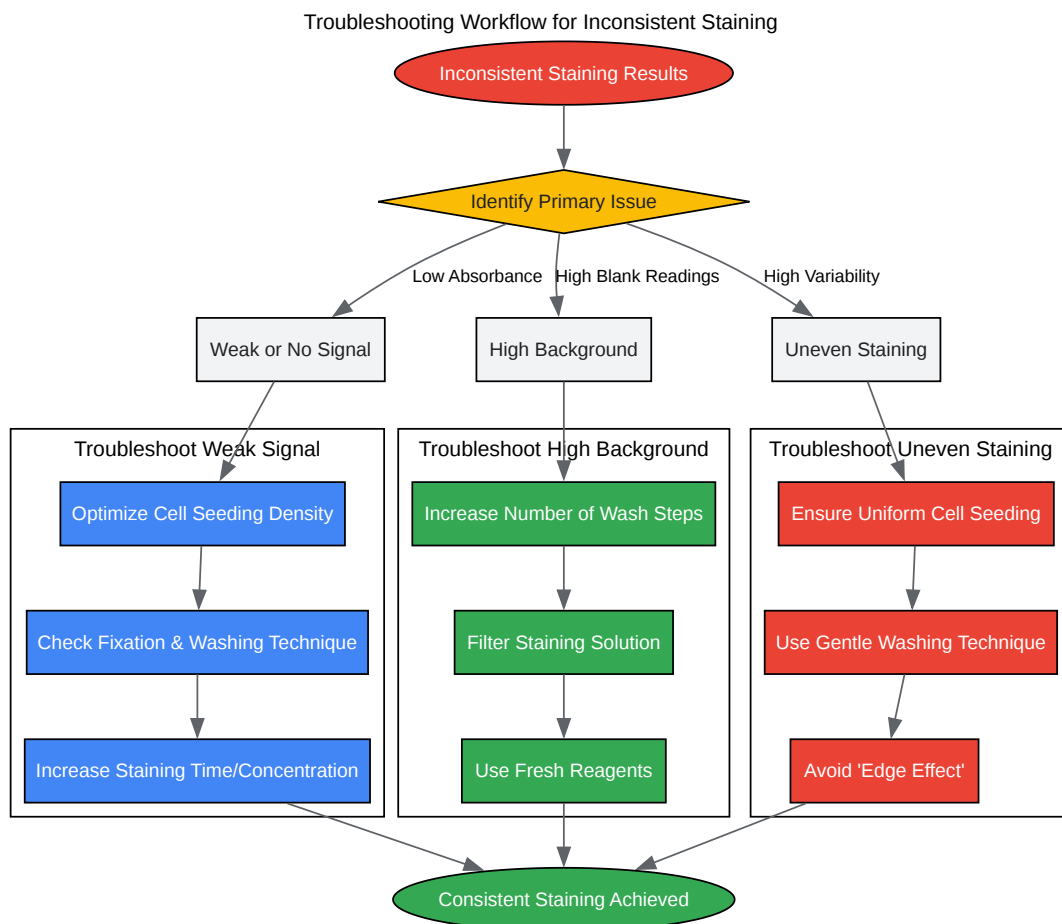 Troubleshooting Workflow for Inconsistent Staining
Inconsistent Staining Results
Identify Primary Issue
Low Absorbance
High Blank Readings
High Variability
Weak or No Signal
High Background
Uneven Staining
Troubleshoot Weak Signal
Optimize Cell Seeding Density
Check Fixation & Washing Technique
Increase Staining Time/Concentration
Troubleshoot High Background
Increase Number of Wash Steps
Filter Staining Solution
Use Fresh Reagents
Troubleshoot Uneven Staining
Ensure Uniform Cell Seeding
Use Gentle Washing Technique
Avoid 'Edge Effect'
Consistent Staining Achieved